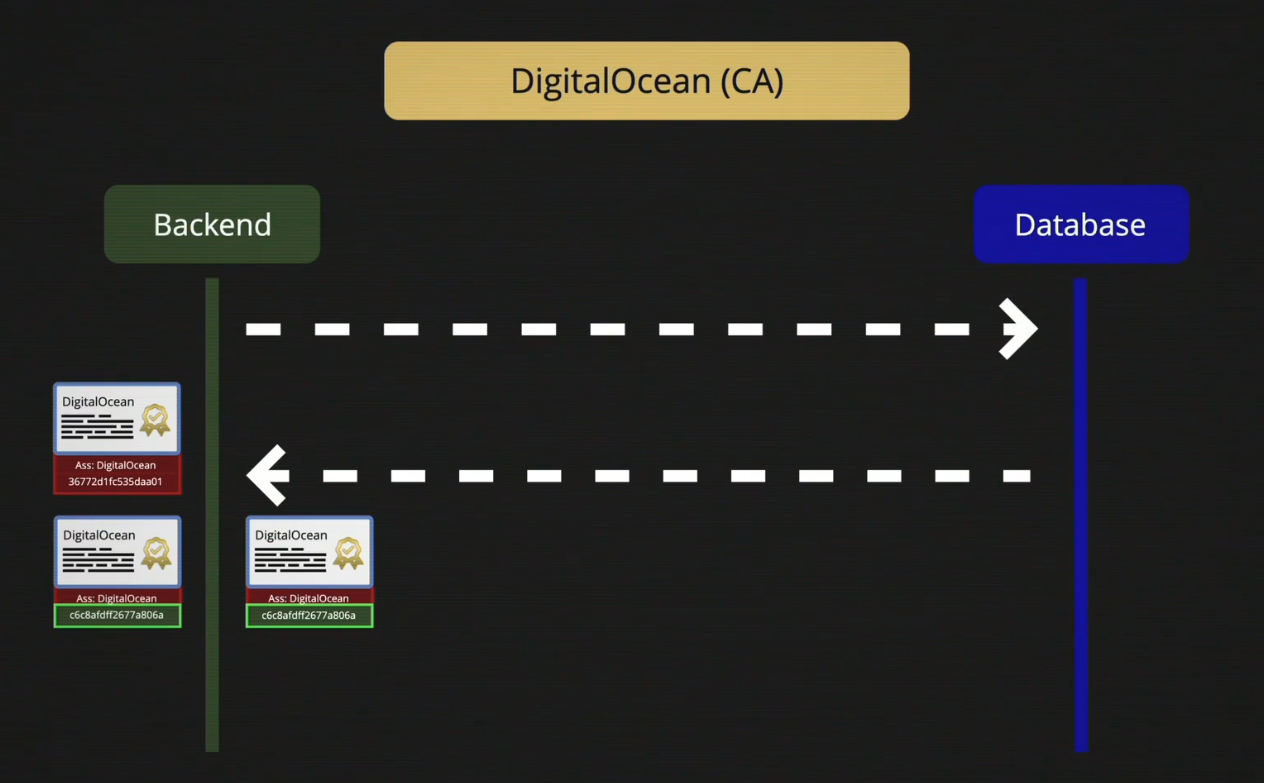 DigitalOcean (CA)
Backend
Database
DigitalOcean
Ass: DigitalOcean
36772d1fc535daa01
DigitalOcean
Ass: DigitalOcean
c6c8afdff2677a806a
DigitalOcean
Ass: DigitalOcean
c6c8afdff2677a806a